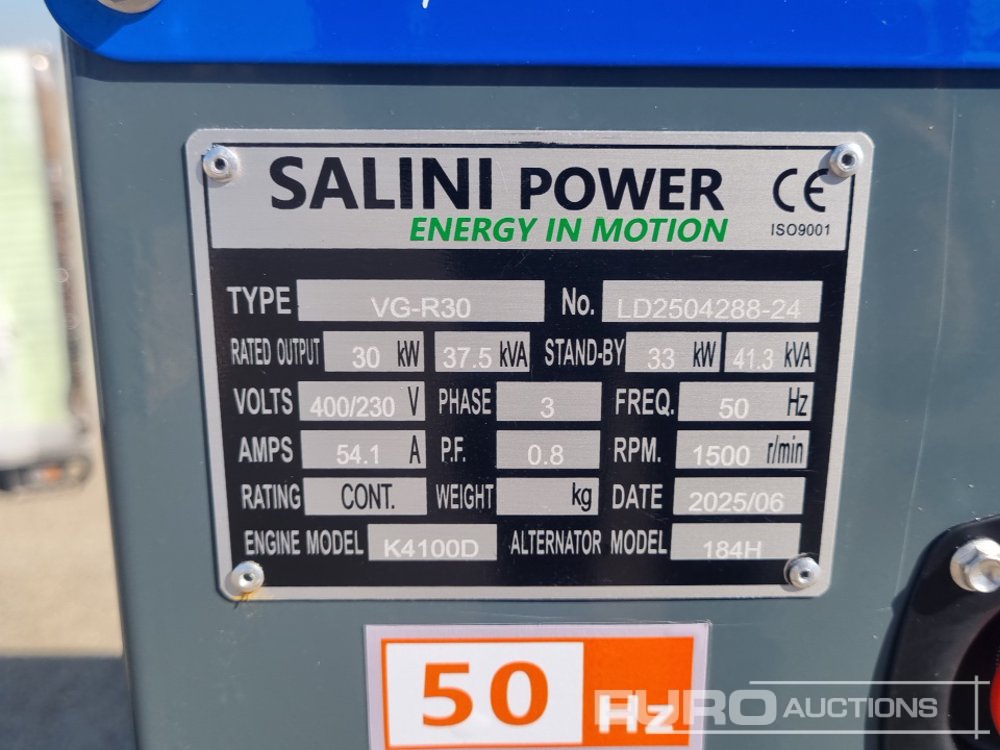 SALINI POWER CE
ENERGY IN MOTION ISO9001
TYPE VG-R30 No. LD2504288-24
RATED OUTPUT 30 kW 37.5 kVA STAND-BY 33 kW 41.3 kVA
VOLTS 400/230 V PHASE 3 FREQ. 50 Hz
AMPS 54.1 A P.F. 0.8 RPM. 1500 r/min
RATING CONT. WEIGHT kg DATE 2025/06
ENGINE MODEL K4100D ALTERNATOR MODEL 184H
50 Hz
EURO AUCTIONS